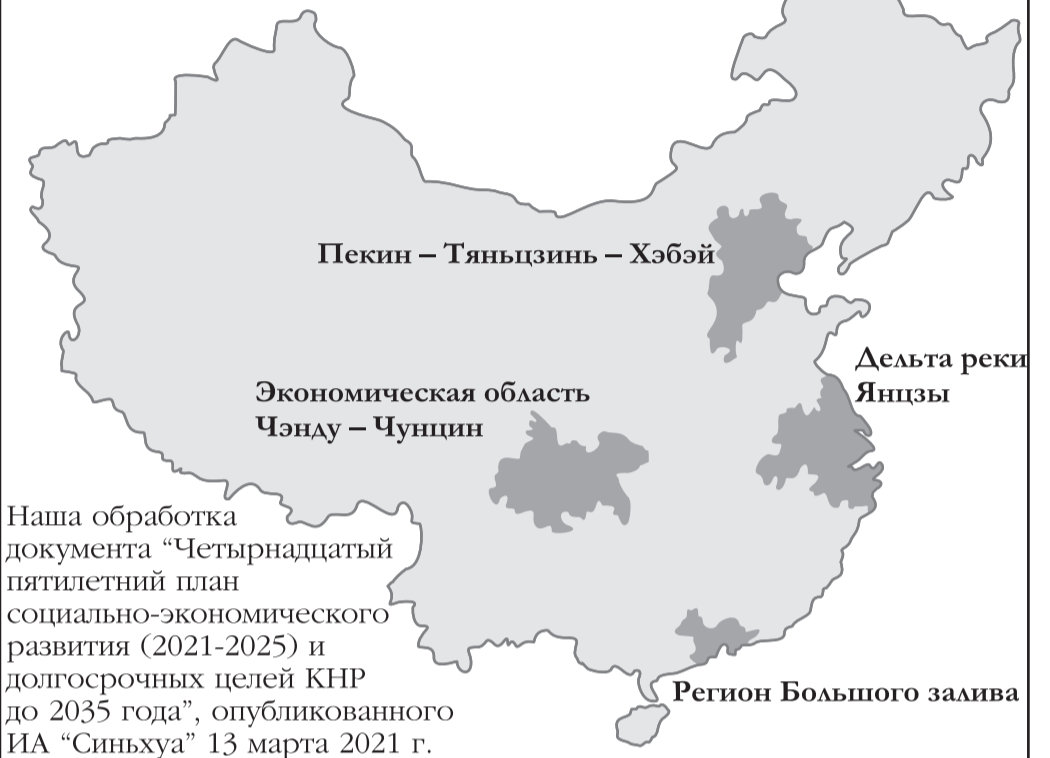 Пекин – Тяньцзинь – Хэбэй
Дельта реки
Янцзы
Экономическая область
Чэнду – Чунцин
Наша обработка
документа “Четырнадцатый
пятилетний план
социально-экономического
развития (2021-2025) и
долгосрочных целей КНР
до 2035 года”, опубликованного
ИА “Синьхуа” 13 марта 2021 г.
Регион Большого залива